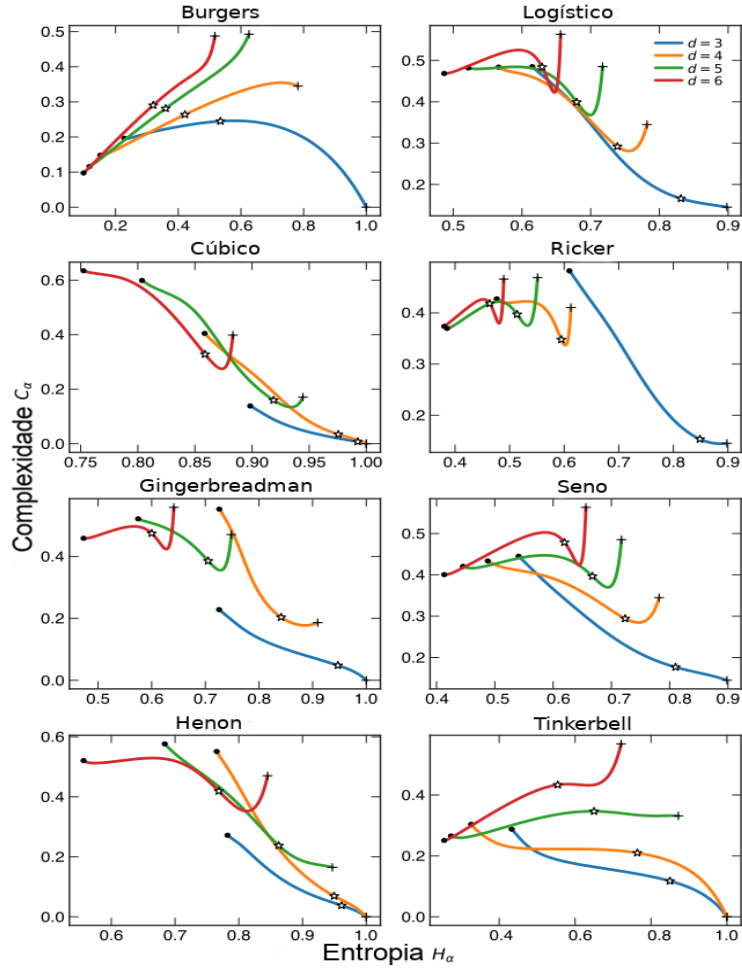 Burgers
0.5
0.4
0.3
0.2
0.1
0.0
0.2 0.4 0.6 0.8 1.0
Logístico
d = 3
d = 4
d = 5
d = 6
0.5
0.4
0.3
0.2
0.5 0.6 0.7 0.8 0.9
Cúbico
0.6
0.4
0.2
0.0
0.75 0.80 0.85 0.90 0.95 1.00
Ricker
0.4
0.3
0.2
0.4 0.5 0.6 0.7 0.8 0.9
Complexidade Cα
Gingerbreadman
0.4
0.2
0.0
0.5 0.6 0.7 0.8 0.9 1.0
Seno
0.5
0.4
0.3
0.2
0.4 0.5 0.6 0.7 0.8 0.9
Henon
0.6
0.4
0.2
0.0
0.6 0.7 0.8 0.9 1.0
Tinkerbell
0.4
0.2
0.0
0.4 0.6 0.8 1.0
Entropia Hα